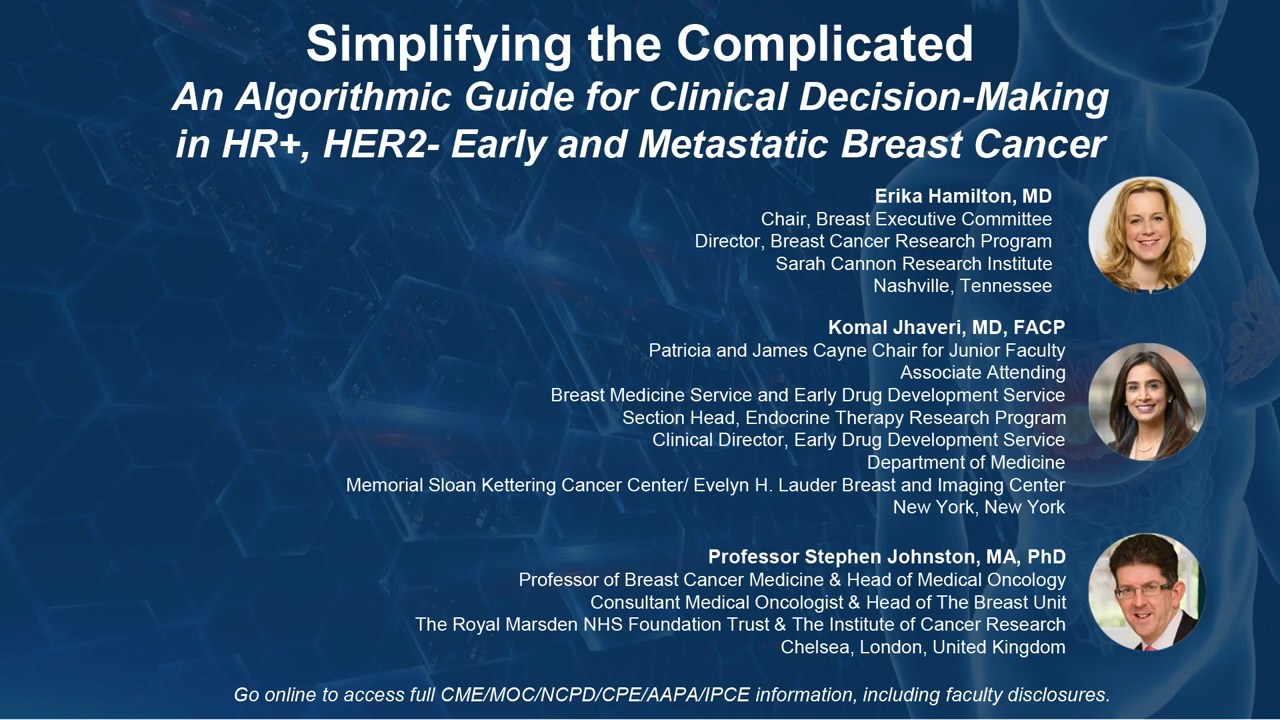 Simplifying the Complicated
An Algorithmic Guide for Clinical Decision-Making
in HR+, HER2- Early and Metastatic Breast Cancer
Erika Hamilton, MD
Chair, Breast Executive Committee
Director, Breast Cancer Research Program
Sarah Cannon Research Institute
Nashville, Tennessee
Komal Jhaveri, MD, FACP
Patricia and James Cayne Chair for Junior Faculty
Associate Attending
Breast Medicine Service and Early Drug Development Service
Section Head, Endocrine Therapy Research Program
Clinical Director, Early Drug Development Service
Department of Medicine
Memorial Sloan Kettering Cancer Center/ Evelyn H. Lauder Breast and Imaging Center
New York, New York
Professor Stephen Johnston, MA, PhD
Professor of Breast Cancer Medicine & Head of Medical Oncology
Consultant Medical Oncologist & Head of The Breast Unit
The Royal Marsden NHS Foundation Trust & The Institute of Cancer Research
Chelsea, London, United Kingdom
Go online to access full CME/MOC/NCPD/CPE/AAPA/IPCE information, including faculty disclosures.